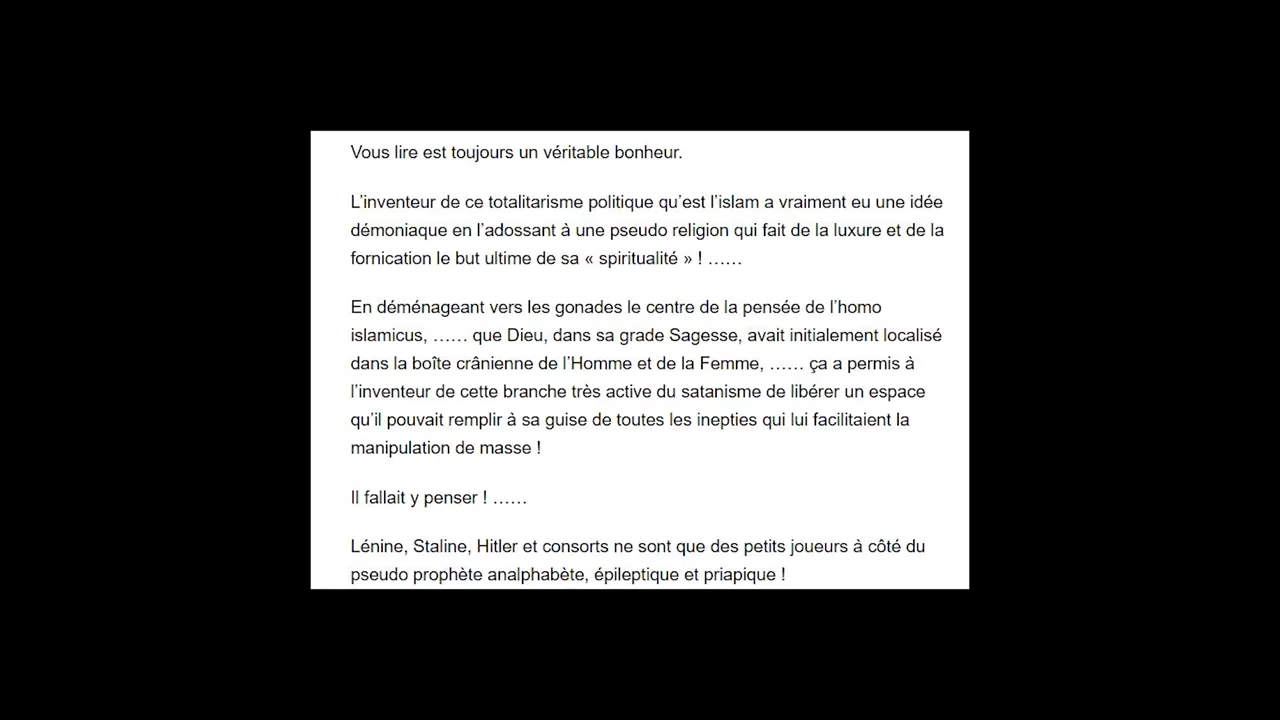 Vous lire est toujours un véritable bonheur.
L’inventeur de ce totalitarisme politique qu’est l’islam a vraiment eu une idée
démoniaque en l’adossant à une pseudo religion qui fait de la luxure et de la
fornication le but ultime de sa « spiritualité » ! ……
En déménageant vers les gonades le centre de la pensée de l’homo
islamicus, …… que Dieu, dans sa grade Sagesse, avait initialement localisé
dans la boîte crânienne de l’Homme et de la Femme, …… ça a permis à
l’inventeur de cette branche très active du satanisme de libérer un espace
qu’il pouvait remplir à sa guise de toutes les inepties qui lui facilitaient la
manipulation de masse !
Il fallait y penser ! ……
Lénine, Staline, Hitler et consorts ne sont que des petits joueurs à côté du
pseudo prophète analphabète, épileptique et priapique !